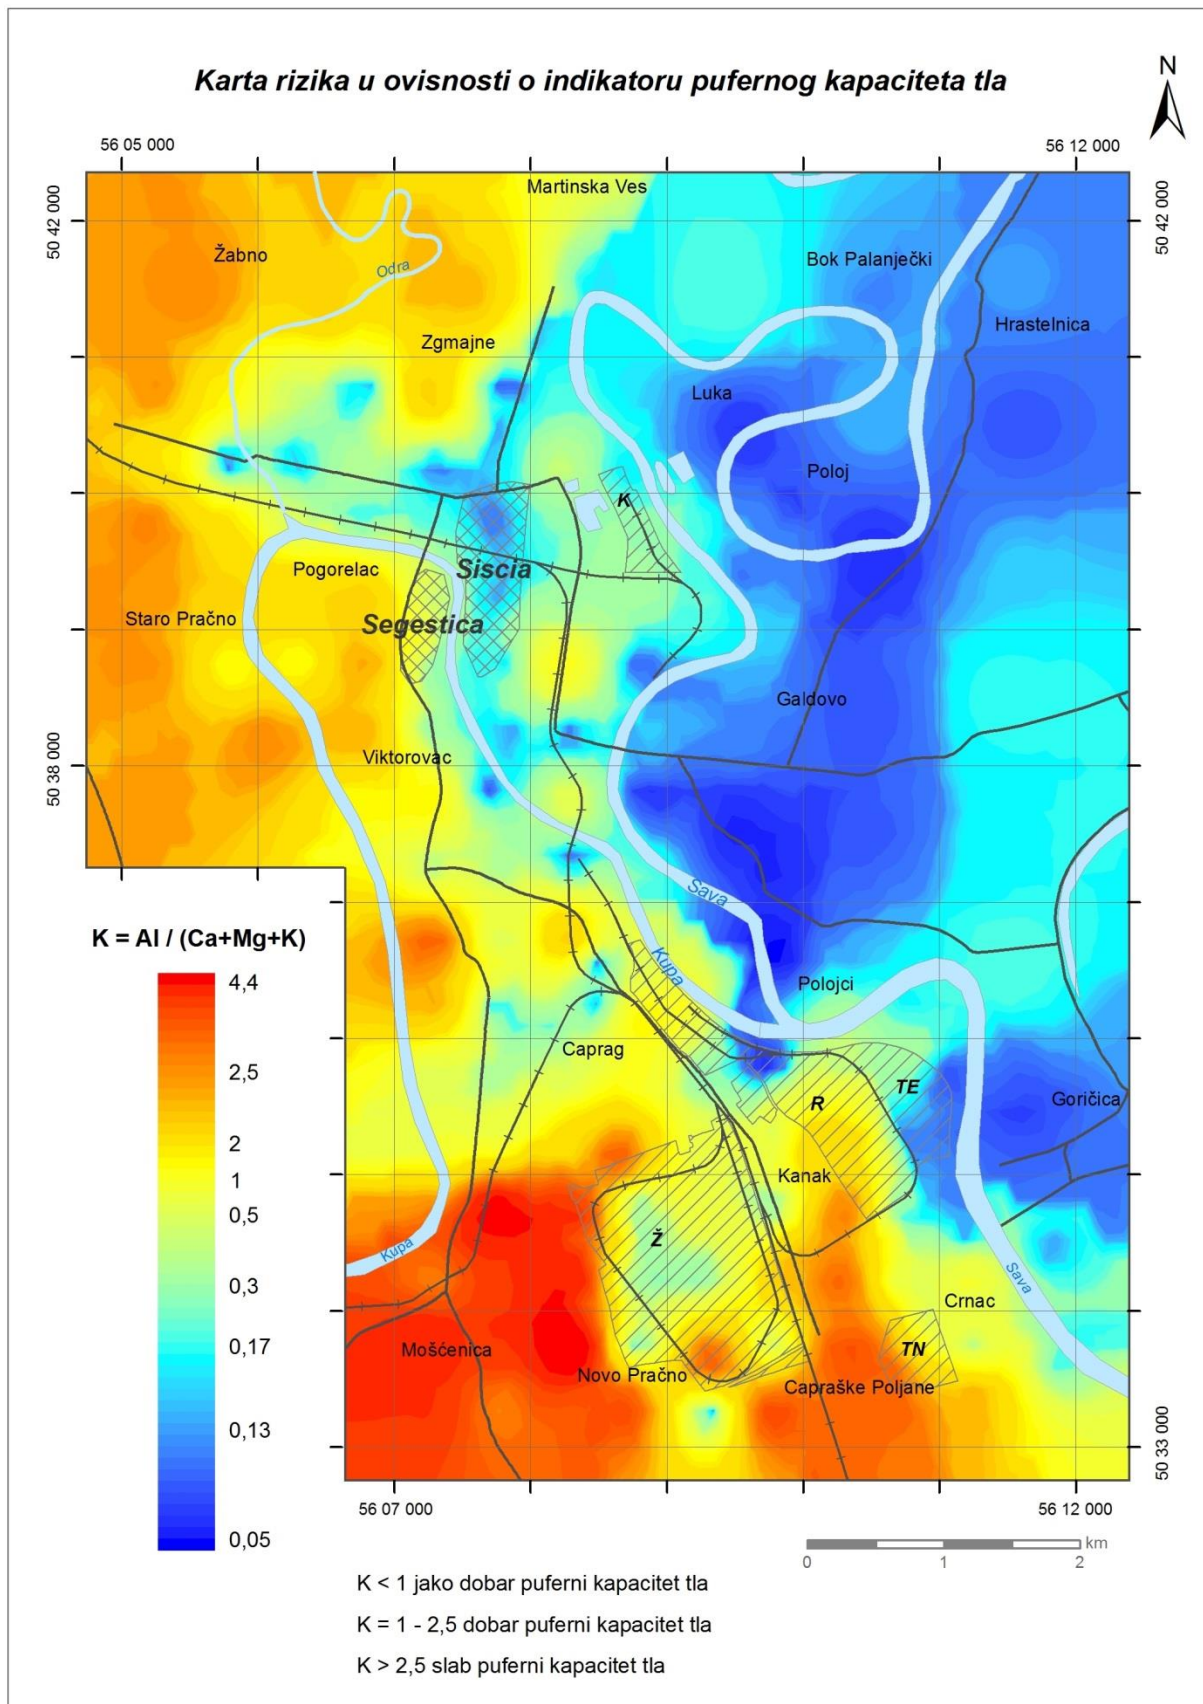 Karta rizika u ovisnosti o indikatoru pufernog kapaciteta tla
N
56 05 000
56 12 000
50 42 000
50 42 000
Martinska Ves
Žabno
Odra
Bok Palanječki
Hrastelnica
Zgmajne
Luka
Poloj
K
Pogorelac
Siscia
Staro Pračno
Segestica
Galdovo
Viktorovac
50 38 000
50 38 000
Sava
K = Al / (Ca+Mg+K)
Kupa
4,4
Polojci
Caprag
2,5
TE
Goričica
R
2
Kanak
1
0,5
Ž
Kupa
Sava
0,3
Crnac
0,17
Mošćenica
TN
Novo Pračno
Capraške Poljane
0,13
50 33 000
56 07 000
56 12 000
0,05
km
0 1 2
K < 1 jako dobar puferni kapacitet tla
K = 1 - 2,5 dobar puferni kapacitet tla
K > 2,5 slab puferni kapacitet tla